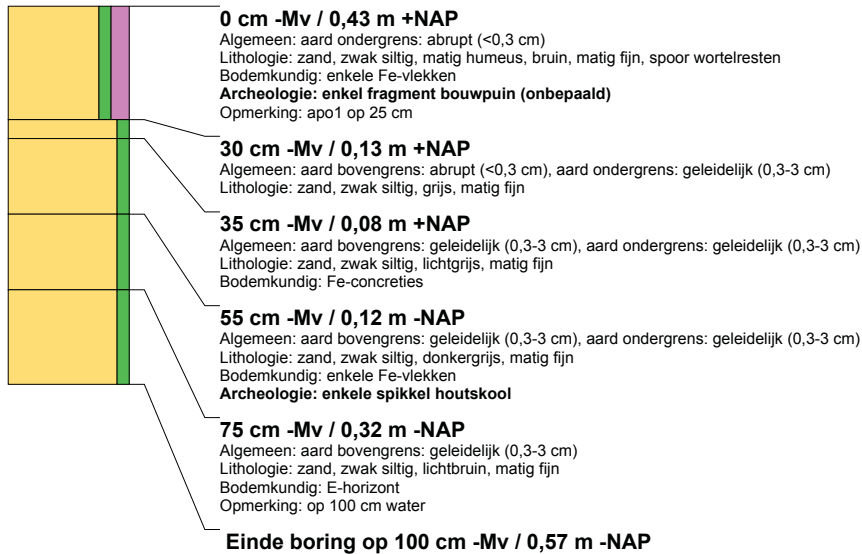 0 cm -Mv / 0,43 m +NAP
Algemeen: aard ondergrens: abrupt (<0,3 cm)
Lithologie: zand, zwak siltig, matig humeus, bruin, matig fijn, spoor wortelresten
Bodemkundig: enkele Fe-vlekken
Archeologie: enkel fragment bouwpuin (onbepaald)
Opmerking: apo1 op 25 cm
30 cm -Mv / 0,13 m +NAP
Algemeen: aard bovengrens: abrupt (<0,3 cm), aard ondergrens: geleidelijk (0,3-3 cm)
Lithologie: zand, zwak siltig, grijs, matig fijn
35 cm -Mv / 0,08 m +NAP
Algemeen: aard bovengrens: geleidelijk (0,3-3 cm), aard ondergrens: geleidelijk (0,3-3 cm)
Lithologie: zand, zwak siltig, lichtgrijs, matig fijn
Bodemkundig: Fe-concreties
55 cm -Mv / 0,12 m -NAP
Algemeen: aard bovengrens: geleidelijk (0,3-3 cm), aard ondergrens: geleidelijk (0,3-3 cm)
Lithologie: zand, zwak siltig, donkergrijs, matig fijn
Bodemkundig: enkele Fe-vlekken
Archeologie: enkele spikkel houtskool
75 cm -Mv / 0,32 m -NAP
Algemeen: aard bovengrens: geleidelijk (0,3-3 cm)
Lithologie: zand, zwak siltig, lichtbruin, matig fijn
Bodemkundig: E-horizont
Opmerking: op 100 cm water
Einde boring op 100 cm -Mv / 0,57 m -NAP